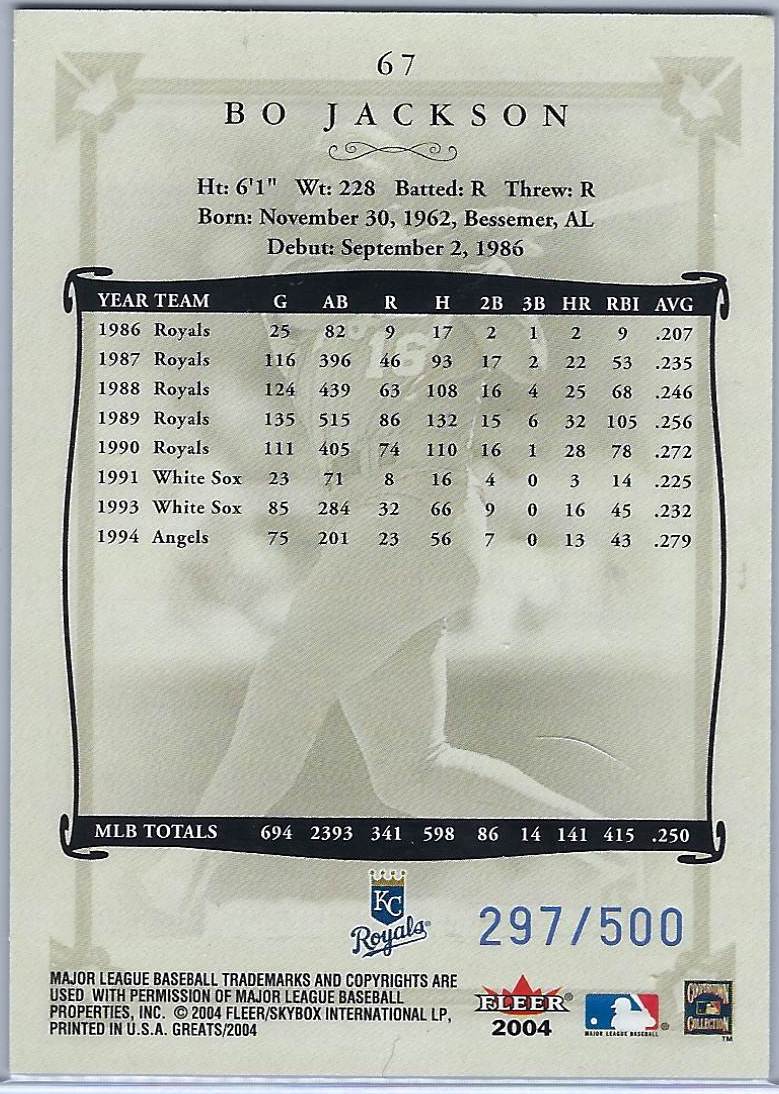 67
BO JACKSON
Ht: 6'1" Wt: 228 Batted: R Threw: R
Born: November 30, 1962, Bessemer, AL
Debut: September 2, 1986
YEAR TEAM G AB R H 2B 3B HR RBI AVG
1986 Royals 25 82 9 17 2 1 2 9 .207
1987 Royals 116 396 46 93 17 2 22 53 .235
1988 Royals 124 439 63 108 16 4 25 68 .246
1989 Royals 135 515 86 132 15 6 32 105 .256
1990 Royals 111 405 74 110 16 1 28 78 .272
1991 White Sox 23 71 8 16 4 0 3 14 .225
1993 White Sox 85 284 32 66 9 0 16 45 .232
1994 Angels 75 201 23 56 7 0 13 43 .279
16
MLB TOTALS 694 2393 341 598 86 14 141 415 .250
KC
Royals
297/500
MAJOR LEAGUE BASEBALL TRADEMARKS AND COPYRIGHTS ARE
USED WITH PERMISSION OF MAJOR LEAGUE BASEBALL
PROPERTIES, INC. © 2004 FLEER/SKYBOX INTERNATIONAL LP,
PRINTED IN U.S.A. GREATS/2004
FLEER®
2004
MAJOR LEAGUE BASEBALL®
COOPERSTOWN
COLLECTION
TM